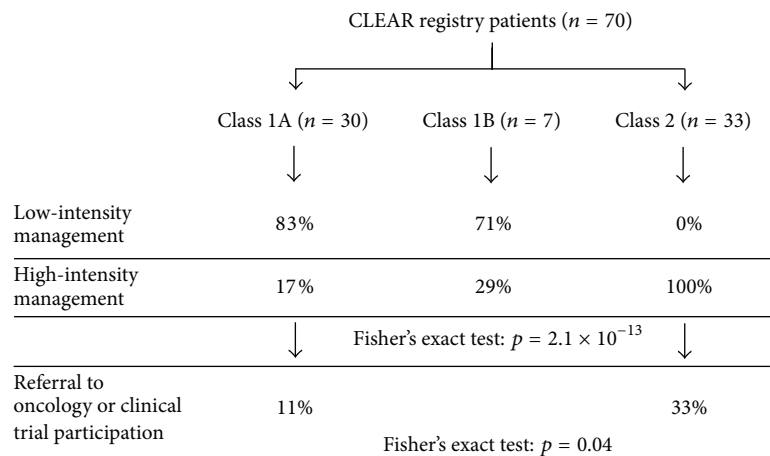 CLEAR registry patients (n = 70)
Class 1A (n = 30) Class 1B (n = 7) Class 2 (n = 33)
Low-intensity
management 83% 71% 0%
High-intensity
management 17% 29% 100%
Fisher's exact test: p = 2.1 × 10⁻¹³
Referral to
oncology or clinical 11% 33%
trial participation
Fisher's exact test: p = 0.04